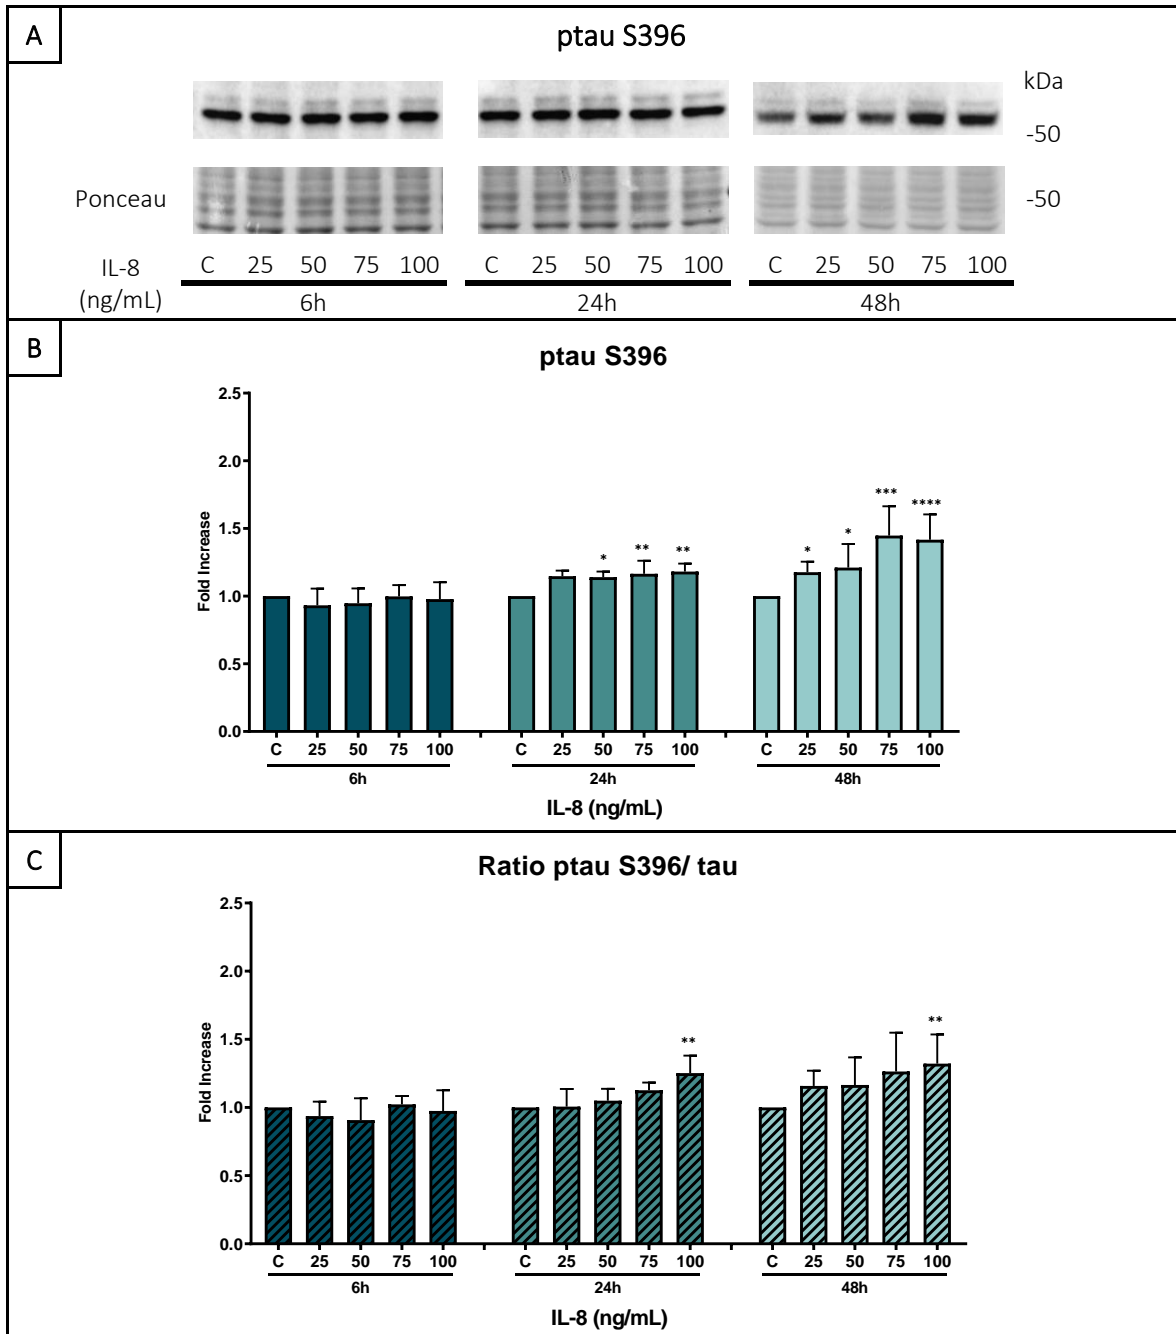 A
ptau S396
kDa
-50
Ponceau
-50
IL-8
(ng/mL)
C 25 50 75 100
C 25 50 75 100
C 25 50 75 100
6h
24h
48h
B
ptau S396
Fold Increase
2.5
2.0
1.5
1.0
0.5
0.0
* ** **
* * *** ****
C 25 50 75 100
C 25 50 75 100
C 25 50 75 100
6h
24h
48h
IL-8 (ng/mL)
C
Ratio ptau S396/ tau
Fold Increase
2.5
2.0
1.5
1.0
0.5
0.0
**
**
C 25 50 75 100
C 25 50 75 100
C 25 50 75 100
6h
24h
48h
IL-8 (ng/mL)